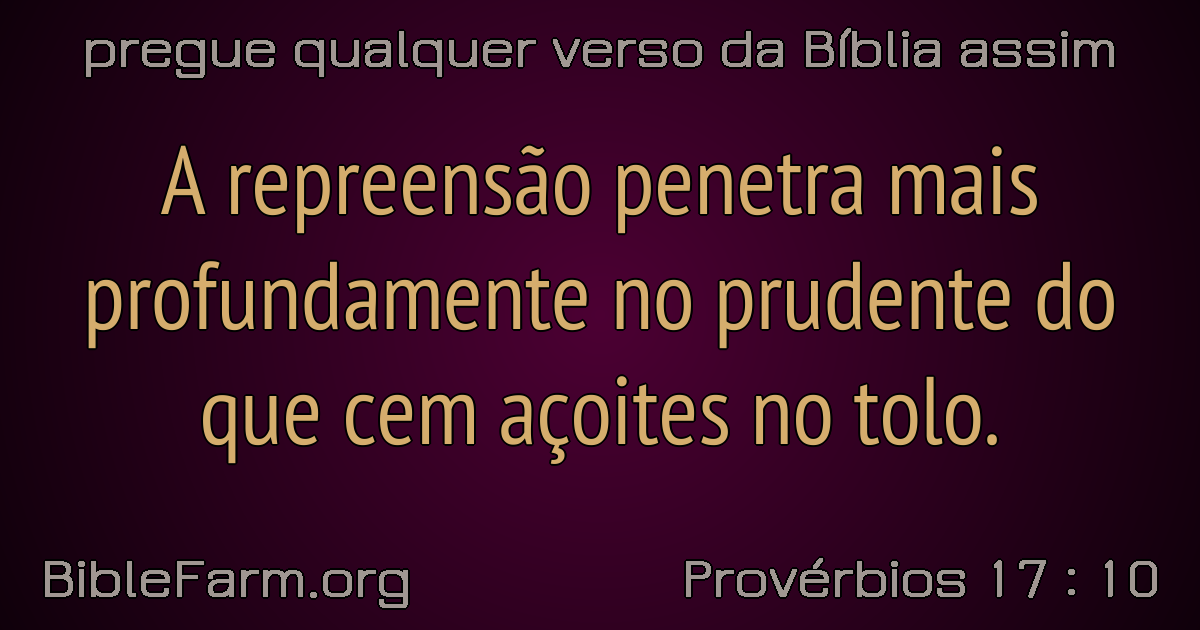 pregue qualquer verso da Bíblia assim
A repreensão penetra mais
profundamente no prudente do
que cem açoites no tolo.
BibleFarm.org
Provérbios 17 : 10